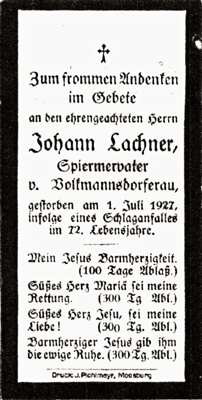 Zum frommen Andenken
im Gebete
an den ehrengeachteten Herrn
Johann Lachner,
Spiermervater
v. Volkmannsdorferau,
gestorben am 1. Juli 1927,
infolge eines Schlaganfalles
im 72. Lebensjahre.
Mein Jesus Barmherzigkeit.
(100 Tage Ablaß.)
Süßes Herz Mariä sei meine
Rettung. (300 Tg. Abl.)
Süßes Herz Jesu, sei meine
Liebe! (300 Tg. Abl.)
Barmherziger Jesus gib ihm
die ewige Ruhe. (300 Tg. Abl.)
Druck: J. Pichlmayr, Moosburg